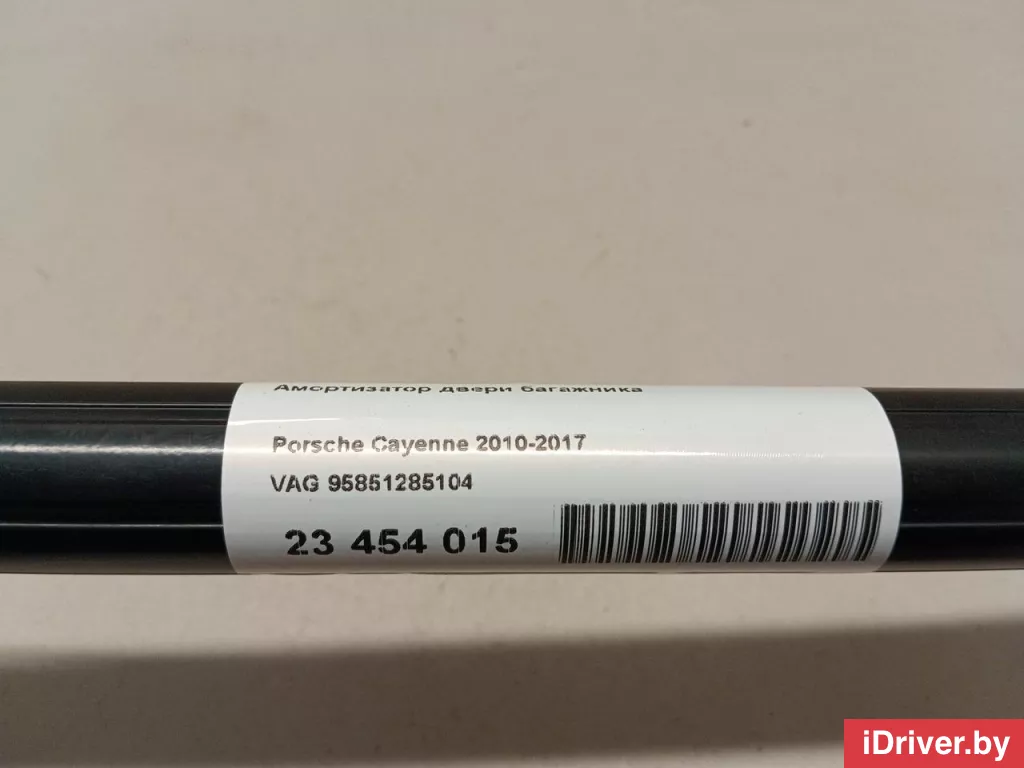 Амортизатор двери багажника
Porsche Cayenne 2010-2017
VAG 95851285104
23 454 015
iDriver.by